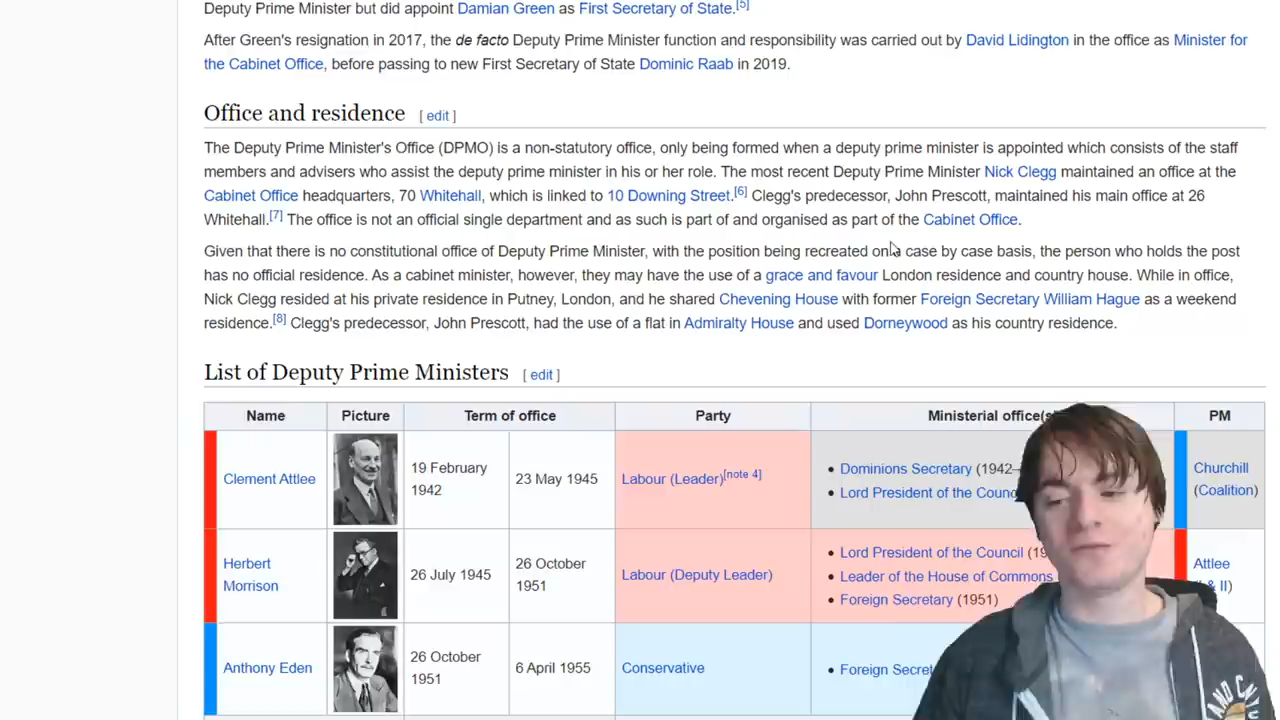 Deputy Prime Minister but did appoint Damian Green as First Secretary of State.[5]
After Green's resignation in 2017, the de facto Deputy Prime Minister function and responsibility was carried out by David Lidington in the office as Minister for
the Cabinet Office, before passing to new First Secretary of State Dominic Raab in 2019.
Office and residence [ edit ]
The Deputy Prime Minister's Office (DPMO) is a non-statutory office, only being formed when a deputy prime minister is appointed which consists of the staff
members and advisers who assist the deputy prime minister in his or her role. The most recent Deputy Prime Minister Nick Clegg maintained an office at the
Cabinet Office headquarters, 70 Whitehall, which is linked to 10 Downing Street.[6] Clegg's predecessor, John Prescott, maintained his main office at 26
Whitehall.[7] The office is not an official single department and as such is part of and organised as part of the Cabinet Office.
Given that there is no constitutional office of Deputy Prime Minister, with the position being recreated on case by case basis, the person who holds the post
has no official residence. As a cabinet minister, however, they may have the use of a grace and favour London residence and country house. While in office,
Nick Clegg resided at his private residence in Putney, London, and he shared Chevening House with former Foreign Secretary William Hague as a weekend
residence.[8] Clegg's predecessor, John Prescott, had the use of a flat in Admiralty House and used Dorneywood as his country residence.
List of Deputy Prime Ministers [ edit ]
Name Picture Term of office Party Ministerial office(s PM
Clement Attlee
19 February
1942
23 May 1945
Labour (Leader)[note 4]
• Dominions Secretary (1942–
• Lord President of the Counc
Churchill
(Coalition)
Herbert
Morrison
26 July 1945
26 October
1951
Labour (Deputy Leader)
• Lord President of the Council (19
• Leader of the House of Commons
• Foreign Secretary (1951)
Attlee
& II)
Anthony Eden
26 October
1951
6 April 1955
Conservative
• Foreign Secret